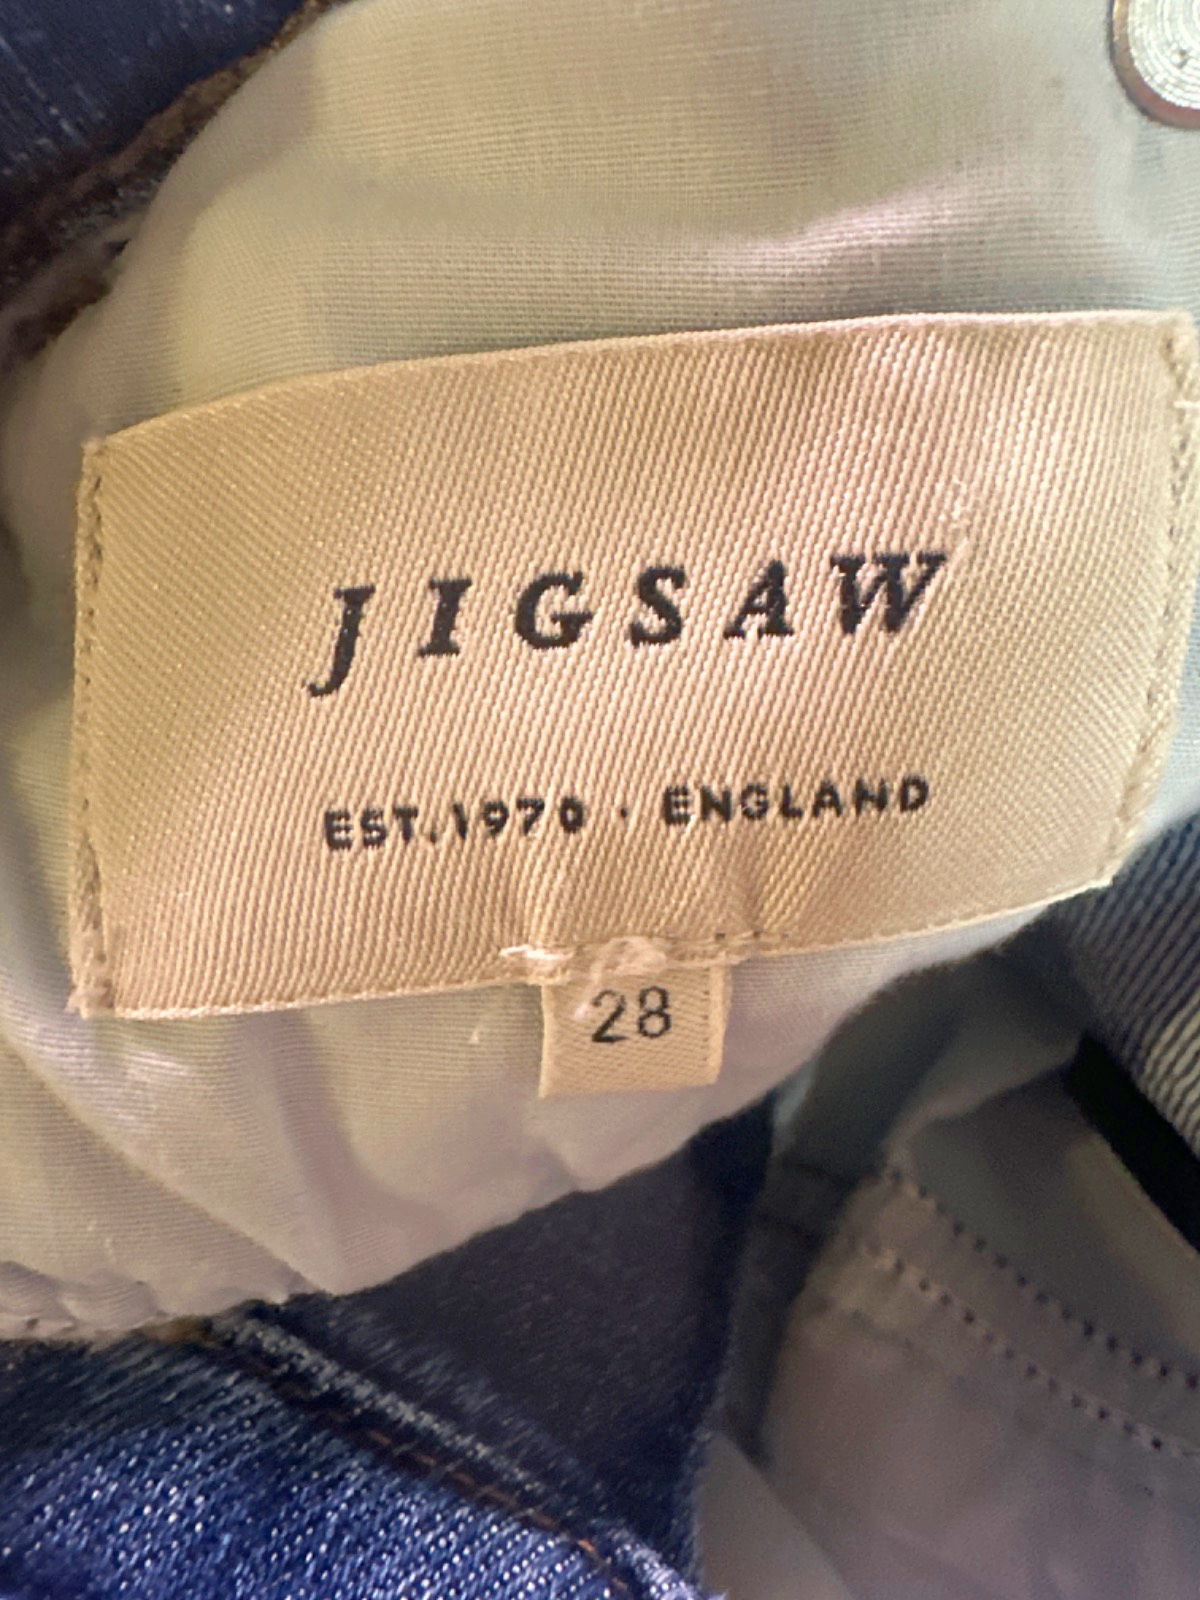 JIGSAW
EST.1970 · ENGLAND
28